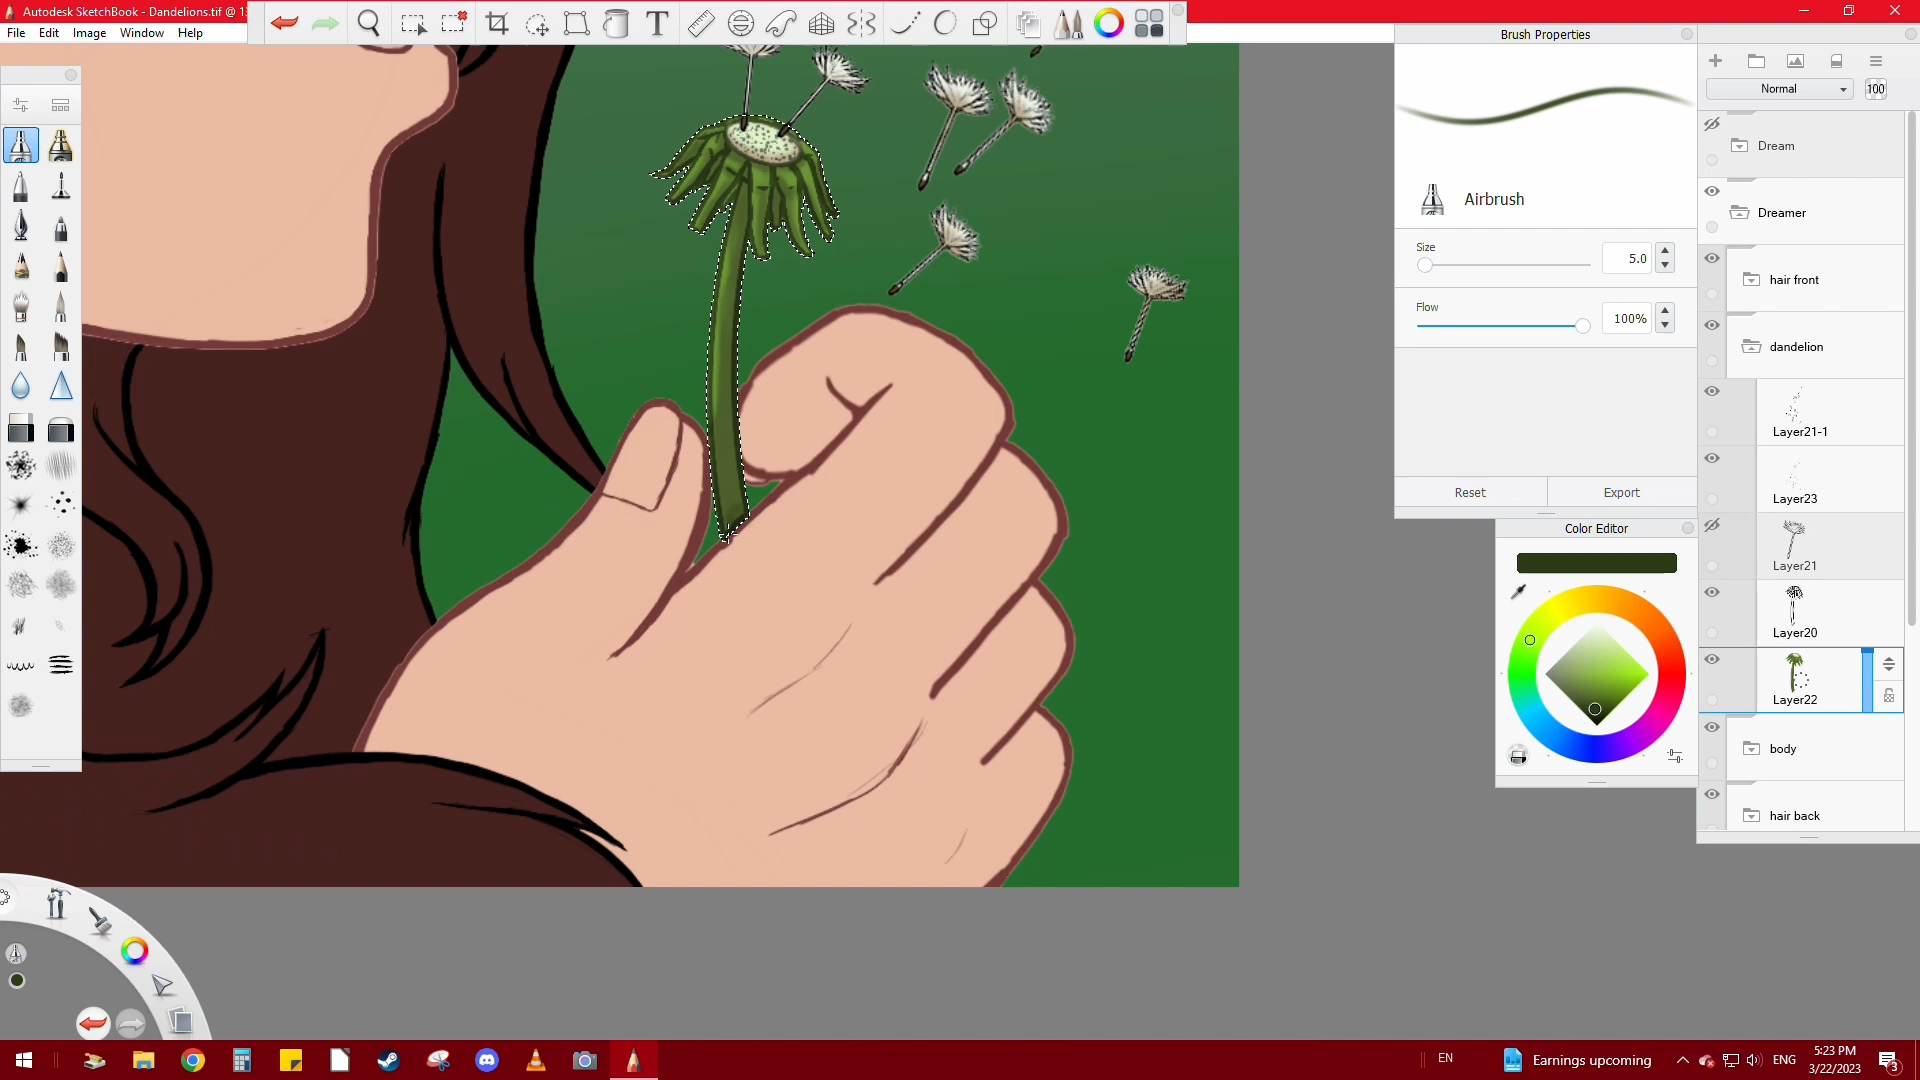 Autodesk SketchBook - Dandelions.tif @ 13
File Edit Image Window Help
Brush Properties
Airbrush
Size
5.0
Flow
100%
Reset Export
Color Editor
Normal 100
Dream
Dreamer
hair front
dandelion
Layer21-1
Layer23
Layer21
Layer20
Layer22
body
hair back
EN
Earnings upcoming
ENG
5:23 PM
3/22/2023
3